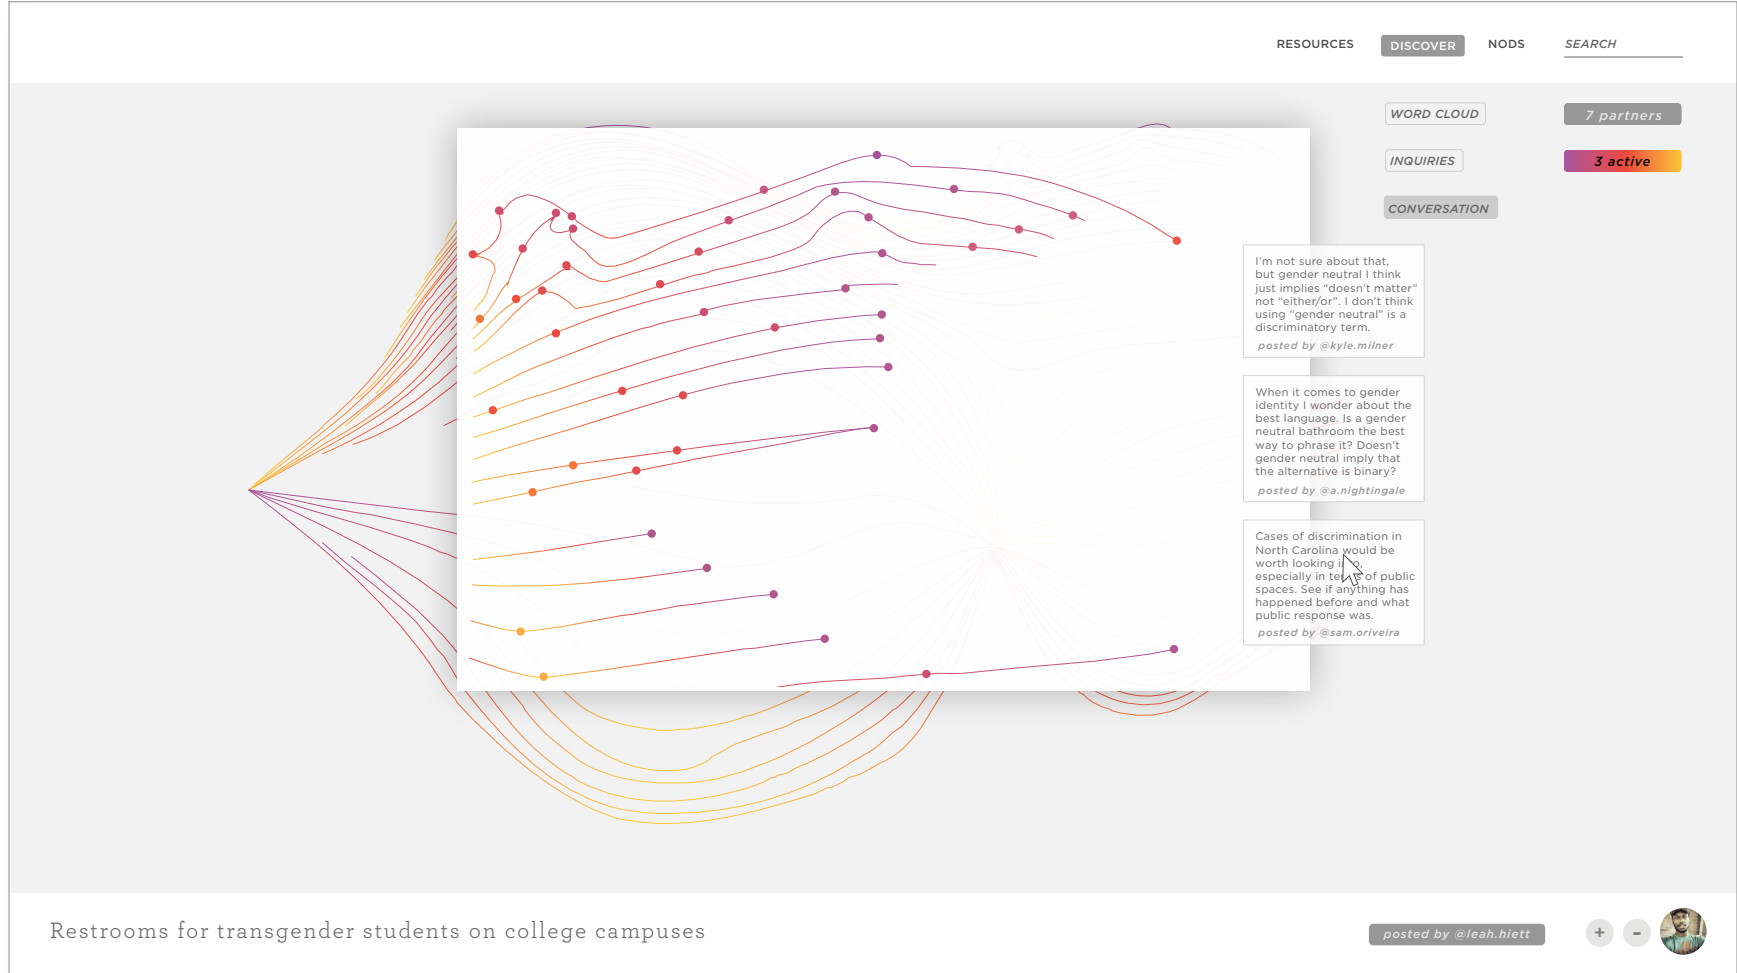 RESOURCES
DISCOVER
NODS
SEARCH
WORD CLOUD
7 partners
INQUIRIES
3 active
CONVERSATION
I'm not sure about that,
but gender neutral I think
just implies “doesn't matter”
not “either/or”. I don't think
using “gender neutral” is a
discriminatory term.
posted by @kyle.milner
When it comes to gender
identity I wonder about the
best language. Is a gender
neutral bathroom the best
way to phrase it? Doesn't
gender neutral imply that
the alternative is binary?
posted by @a.nightingale
Cases of discrimination in
North Carolina would be
worth looking into,
especially in terms of public
spaces. See if anything has
happened before and what
public response was.
posted by @sam.oriveira
Restrooms for transgender students on college campuses
posted by @leah.hiett
+
-